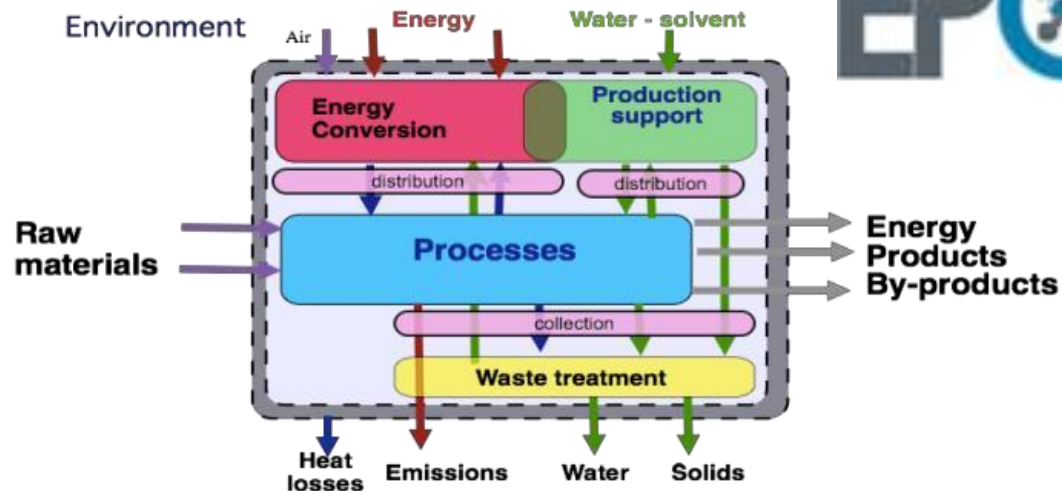 Environment
Air
Energy
Water - solvent
Energy
Conversion
Production
support
distribution
distribution
Raw
materials
Processes
Energy
Products
By-products
collection
Waste treatment
Heat
losses
Emissions
Water
Solids